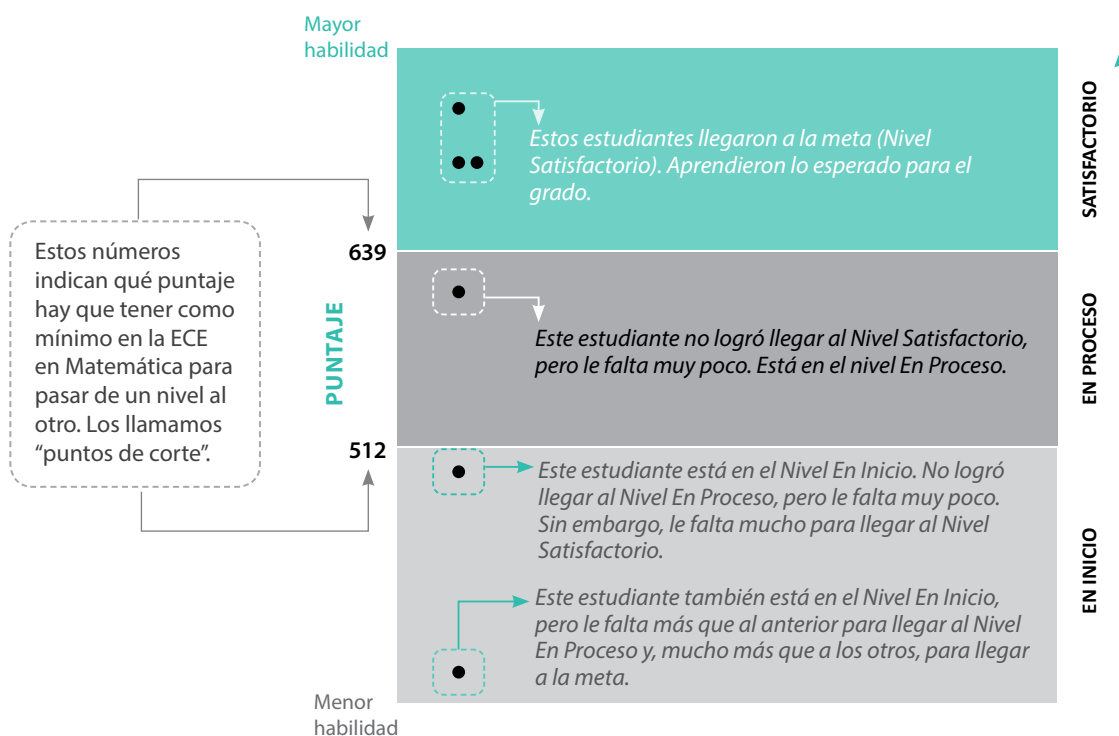 Mayor
habilidad
Estos estudiantes llegaron a la meta (Nivel
Satisfactorio). Aprendieron lo esperado para el
grado.
SATISFACTORIO
Estos números
indican qué puntaje
hay que tener como
mínimo en la ECE
en Matemática para
pasar de un nivel al
otro. Los llamamos
“puntos de corte”.
639
PUNTAJE
512
Este estudiante no logró llegar al Nivel Satisfactorio,
pero le falta muy poco. Está en el nivel En Proceso.
EN PROCESO
Este estudiante está en el Nivel En Inicio. No logró
llegar al Nivel En Proceso, pero le falta muy poco.
Sin embargo, le falta mucho para llegar al Nivel
Satisfactorio.
Este estudiante también está en el Nivel En Inicio,
pero le falta más que al anterior para llegar al Nivel
En Proceso y, mucho más que a los otros, para llegar
a la meta.
EN INICIO
Menor
habilidad